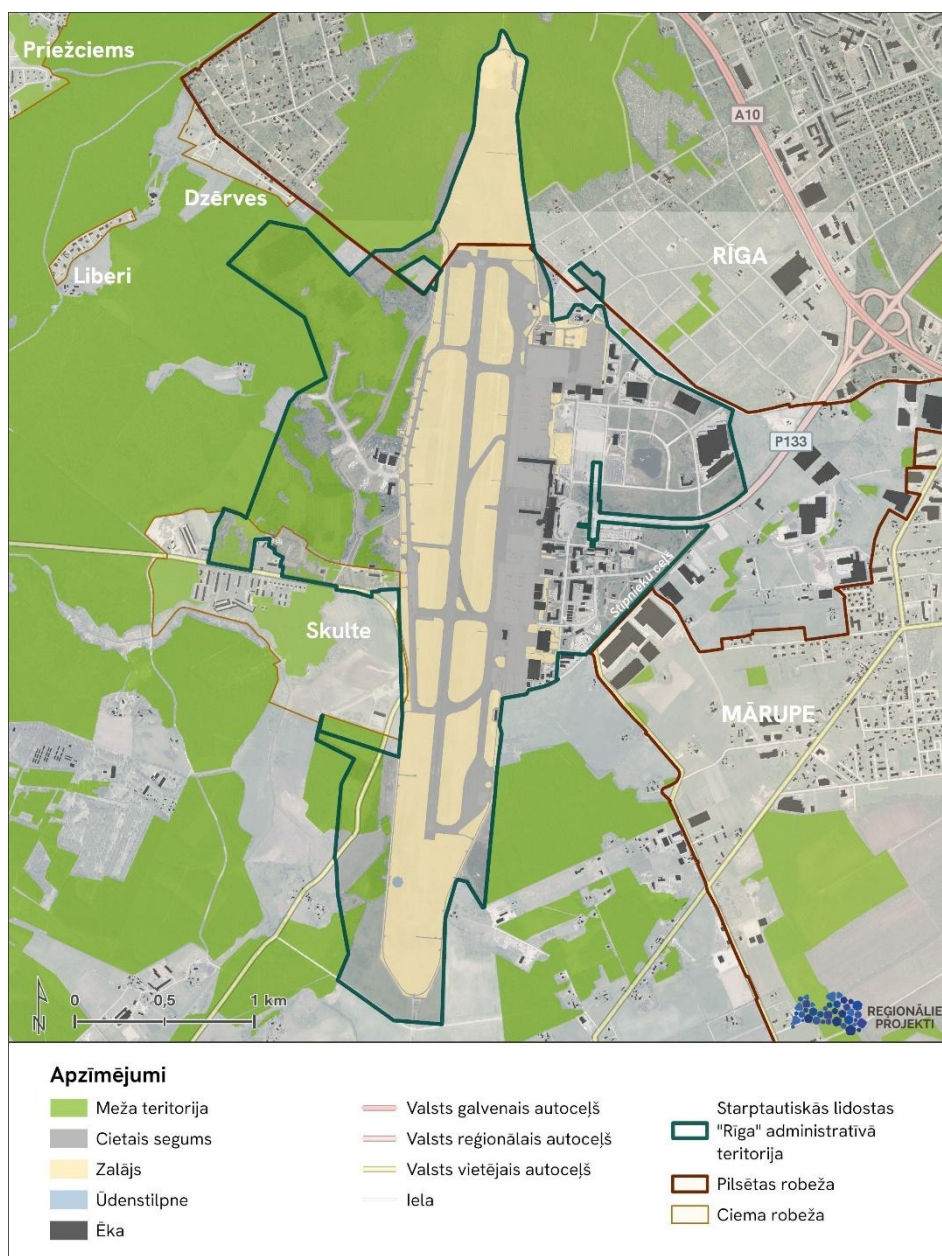 Priežciems
A10
Dzērves
RĪGA
Liberi
P133
Stipnieku ceļš
Skulte
MĀRUPE
N
0 0,5 1 km
REĢIONĀLIE
PROJEKTI
Apzīmējumi
Meža teritorija
Cietais segums
Zalājs
Ūdenstilpne
Ēka
Valsts galvenais autoceļš
Valsts reģionālais autoceļš
Valsts vietējais autoceļš
Iela
Starptautiskās lidostas
"Rīga" administratīvā
teritorija
Pilsētas robeža
Ciema robeža